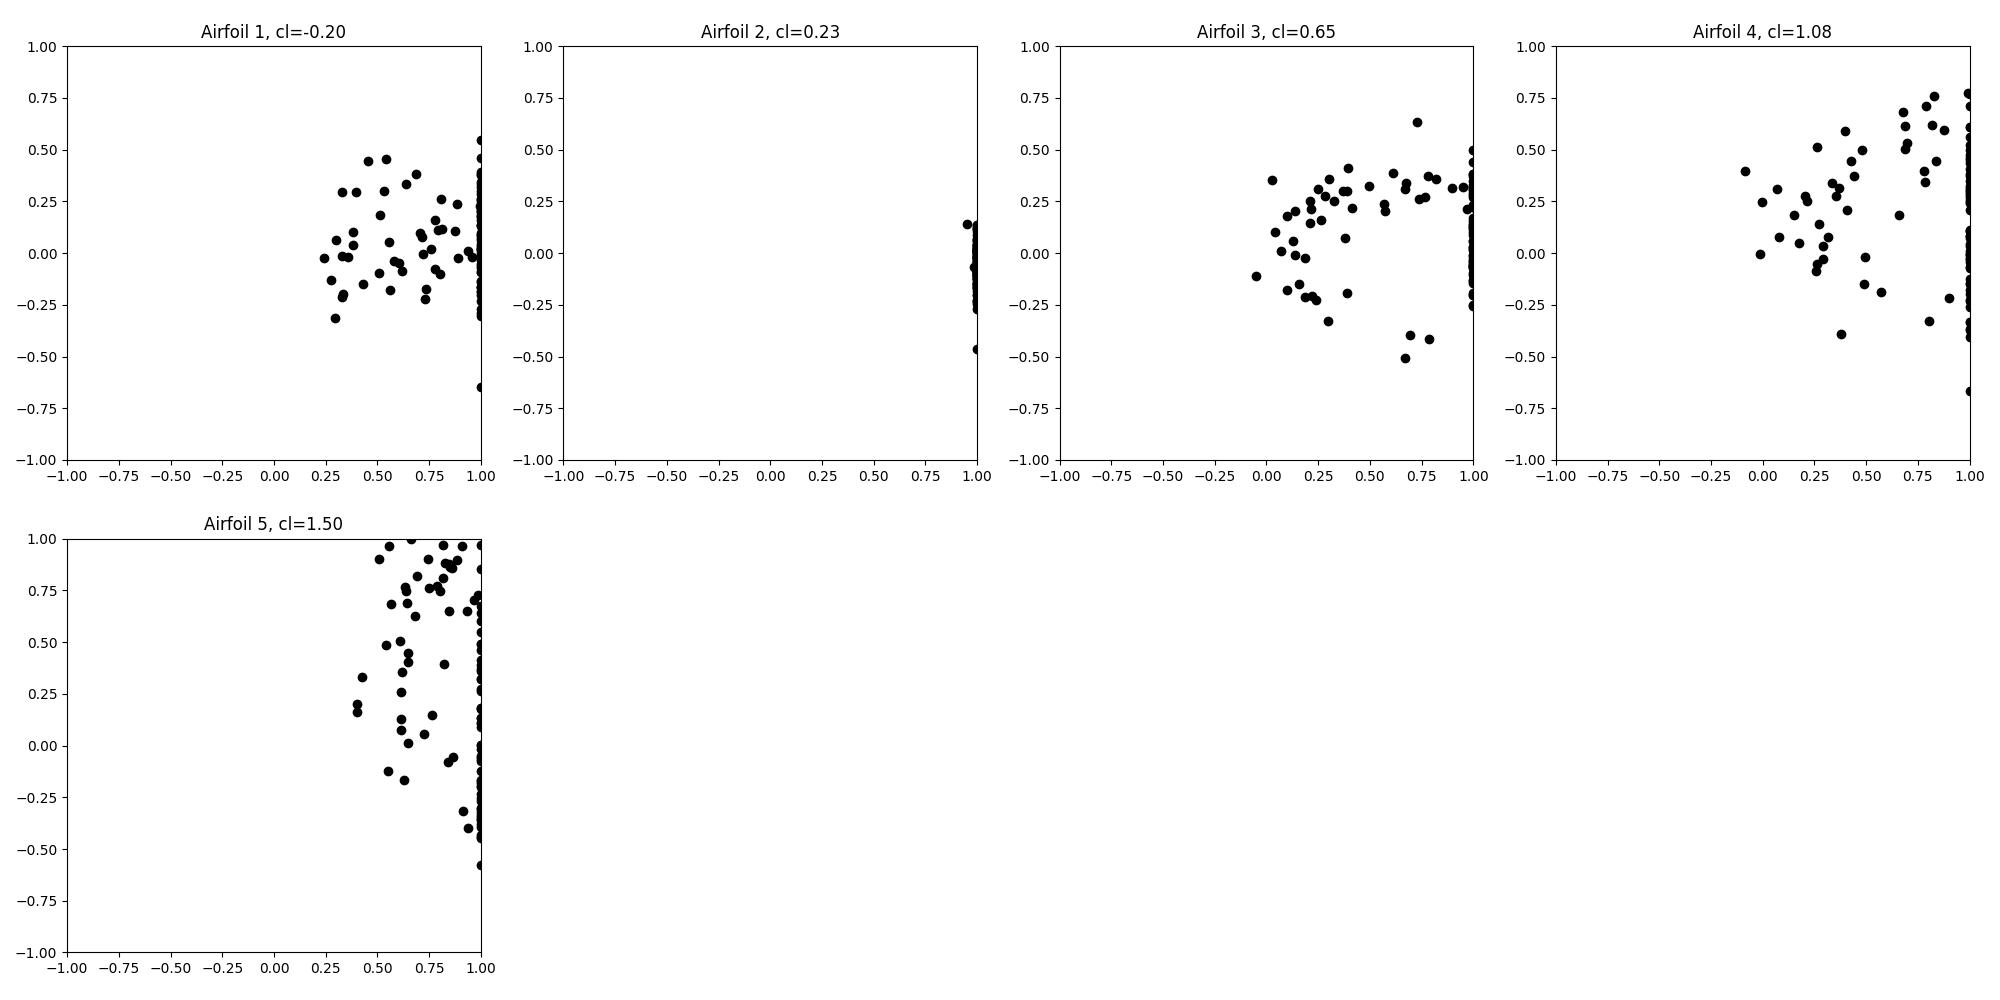 Airfoil 1, cl=-0.20
Airfoil 2, cl=0.23
Airfoil 3, cl=0.65
Airfoil 4, cl=1.08
1.00 1.00 1.00 1.00
0.75 0.75 0.75 0.75
0.50 0.50 0.50 0.50
0.25 0.25 0.25 0.25
0.00 0.00 0.00 0.00
−0.25 −0.25 −0.25 −0.25
−0.50 −0.50 −0.50 −0.50
−0.75 −0.75 −0.75 −0.75
−1.00 −1.00 −1.00 −1.00
−1.00 −0.75 −0.50 −0.25 0.00 0.25 0.50 0.75 1.00
−1.00 −0.75 −0.50 −0.25 0.00 0.25 0.50 0.75 1.00
−1.00 −0.75 −0.50 −0.25 0.00 0.25 0.50 0.75 1.00
−1.00 −0.75 −0.50 −0.25 0.00 0.25 0.50 0.75 1.00
Airfoil 5, cl=1.50
1.00
0.75
0.50
0.25
0.00
−0.25
−0.50
−0.75
−1.00
−1.00 −0.75 −0.50 −0.25 0.00 0.25 0.50 0.75 1.00